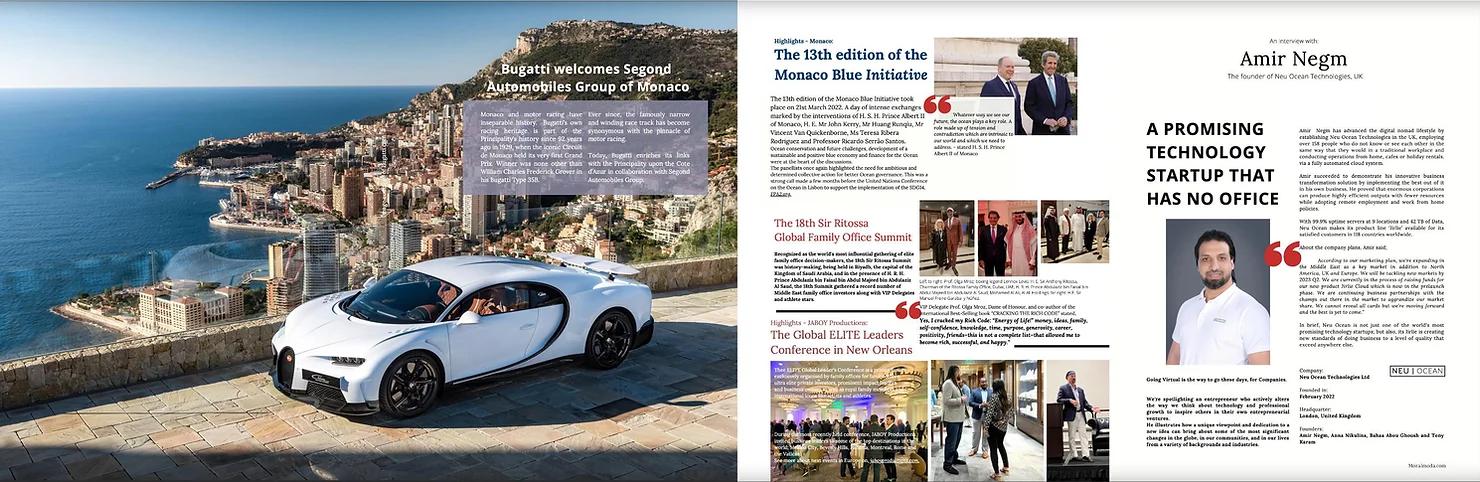 Bugatti welcomes Segond
Automobiles Group of Monaco
Monaco and motor racing have
inseparable history. Bugatti's own
racing heritage is part of the
Principality's history since 92 years
ago in 1929, when the iconic Circuit
de Monaco held its very first Grand
Prix. Winner was none other than
William Charles Frederick Grover in
his Bugatti Type 35B.
Ever since, the famously narrow
and winding race track has become
synonymous with the pinnacle of
motor racing.
Today, Bugatti enriches its links
with the Principality upon the Cote
d'Azur in collaboration with Segond
Automobiles Group.
Highlights - Monaco:
The 13th edition of the
Monaco Blue Initiative
The 13th edition of the Monaco Blue Initiative took
place on 21st March 2022. A day of intense exchanges
marked by the interventions of H. S. H. Prince Albert II
of Monaco, H. E. Mr John Kerry, Mr Huang Runqiu, Mr
Vincent Van Quickenborne, Ms Teresa Ribera
Rodriguez and Professor Ricardo Serrão Santos.
Ocean conservation and future challenges, development of a
sustainable and positive blue economy and finance for the Ocean
were at the heart of the discussions.
The panelists once again highlighted the need for ambitious and
determined collective action for better Ocean governance. This was a
strong call made a few months before the United Nations Conference
on the Ocean in Lisbon to support the implementation of the SDG14.
FPA2.org.
Whatever way we see our
future, the ocean plays a key role. A
role made up of tension and
contradiction which are intrinsic to
our world and which we need to
address. - stated H. S. H. Prince
Albert II of Monaco
The 18th Sir Ritossa
Global Family Office Summit
Recognized as the world's most influential gathering of elite
family office decision-makers, the 18th Sir Ritossa Summit
was history-making, being held in Riyadh, the capital of the
Kingdom of Saudi Arabia, and in the presence of H. R. H.
Prince Abdulaziz bin Faisal bin Abdul Majeed bin Abdulaziz
Al Saud, the 18th Summit gathered a record number of
Middle East family office investors along with VIP Delegates
and athlete stars.
VIP Delegate Prof. Olga Mroz, Dame of Honour, and co-author of the
International Best-Selling book "CRACKING THE RICH CODE" stated,
Yes, I cracked my Rich Code: "Energy of Life!" money, ideas, family,
self-confidence, knowledge, time, purpose, generosity, career,
positivity, friends-this is not a complete list-that allowed me to
become rich, successful, and happy."
Highlights - JABOY Productions:
The Global ELITE Leaders
Conference in New Orleans
See more about next events in Europe on, jaboyproductions.com.
An interview with:
Amir Negm
The founder of Neu Ocean Technologies, UK
A PROMISING
TECHNOLOGY
STARTUP THAT
HAS NO OFFICE
Going Virtual is the way to go these days, for Companies.
We're spotlighting an entrepreneur who actively alters
the way we think about technology and professional
growth to inspire others in their own entrepreneurial
ventures.
He illustrates how a unique viewpoint and dedication to a
new idea can bring about some of the most significant
changes in the globe, in our communities, and in our lives
from a variety of backgrounds and industries.
Amir Negm has advanced the digital nomad lifestyle by
establishing Neu Ocean Technologies in the UK, employing
over 158 people who do not know or see each other in the
same way that they would in a traditional workplace and
conducting operations from home, cafes or holiday rentals,
via a fully automated cloud system.
Amir succeeded to demonstrate his innovative business
transformation solution by implementing the best out of it
in his own business. He proved that enormous corporations
can produce highly efficient outputs with fewer resources
while adopting remote employment and work from home
policies.
With 99.9% uptime servers at 9 locations and 42 TB of Data,
Neu Ocean makes its product line 'Jirlie' available for its
satisfied customers in 118 countries worldwide.
About the company plans, Amir said;
According to our marketing plan, we're expanding in
the Middle East as a key market in addition to North
America, UK and Europe. We will be tackling new markets by
2023 Q2. We are currently in the process of raising funds for
our new product Jirlie Cloud which is now in the prelaunch
phase. We are continuing business partnerships with the
champs out there in the market to aggrandize our market
share. We cannot reveal all cards but we're moving forward
and the best is yet to come."
In brief, Neu Ocean is not just one of the world's most
promising technology startups; but also, its Jirlie is creating
new standards of doing business to a level of quality that
exceed anyone else.
Company:
Neu Ocean Technologies Ltd
NEU | OCEAN
Founded in:
February 2022
Headquarter:
London, United Kingdom
Founders:
Amir Negm, Anna Nikulina, Bahaa Abou Ghoush and Tony
Karam
Moralmoda.com